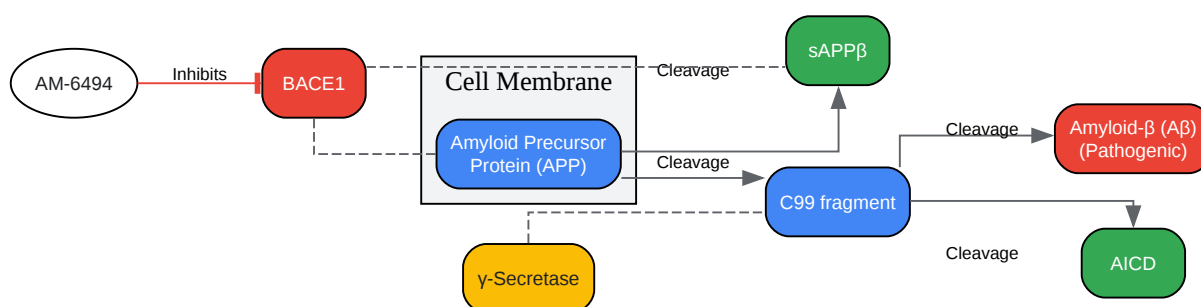 sAPPβ
AM-6494
Inhibits
BACE1
Cleavage
Cell Membrane
Amyloid Precursor
Protein (APP)
Cleavage
Cleavage
Amyloid-β (Aβ)
(Pathogenic)
C99 fragment
γ-Secretase
Cleavage
AICD